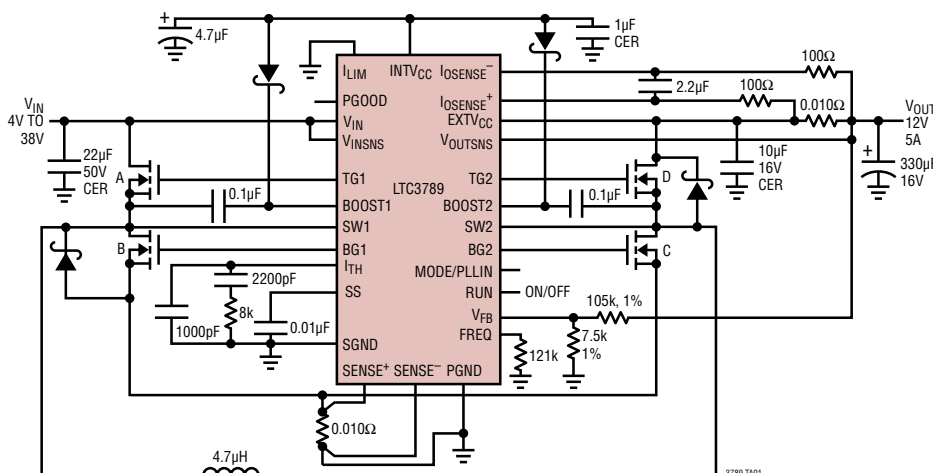 4.7µF
1µF
CER
ILIM
INTVCC
IOSENSE–
100Ω
2.2µF
100Ω
PGOOD
IOSENSE+
0.010Ω
VIN
4V TO
38V
VIN
EXTVCC
VOUT
12V
5A
VINSNS
VOUTSNS
22µF
50V
CER
10µF
16V
CER
330µF
16V
A
TG1
LTC3789
TG2
D
0.1µF
BOOST1
BOOST2
0.1µF
SW1
SW2
B
BG1
BG2
C
ITH
MODE/PLLIN
2200pF
SS
RUN
ON/OFF
8k
1000pF
0.01µF
VFB
105k, 1%
FREQ
7.5k
1%
SGND
121k
SENSE+
SENSE–
PGND
0.010Ω
4.7µH
3789 TA01